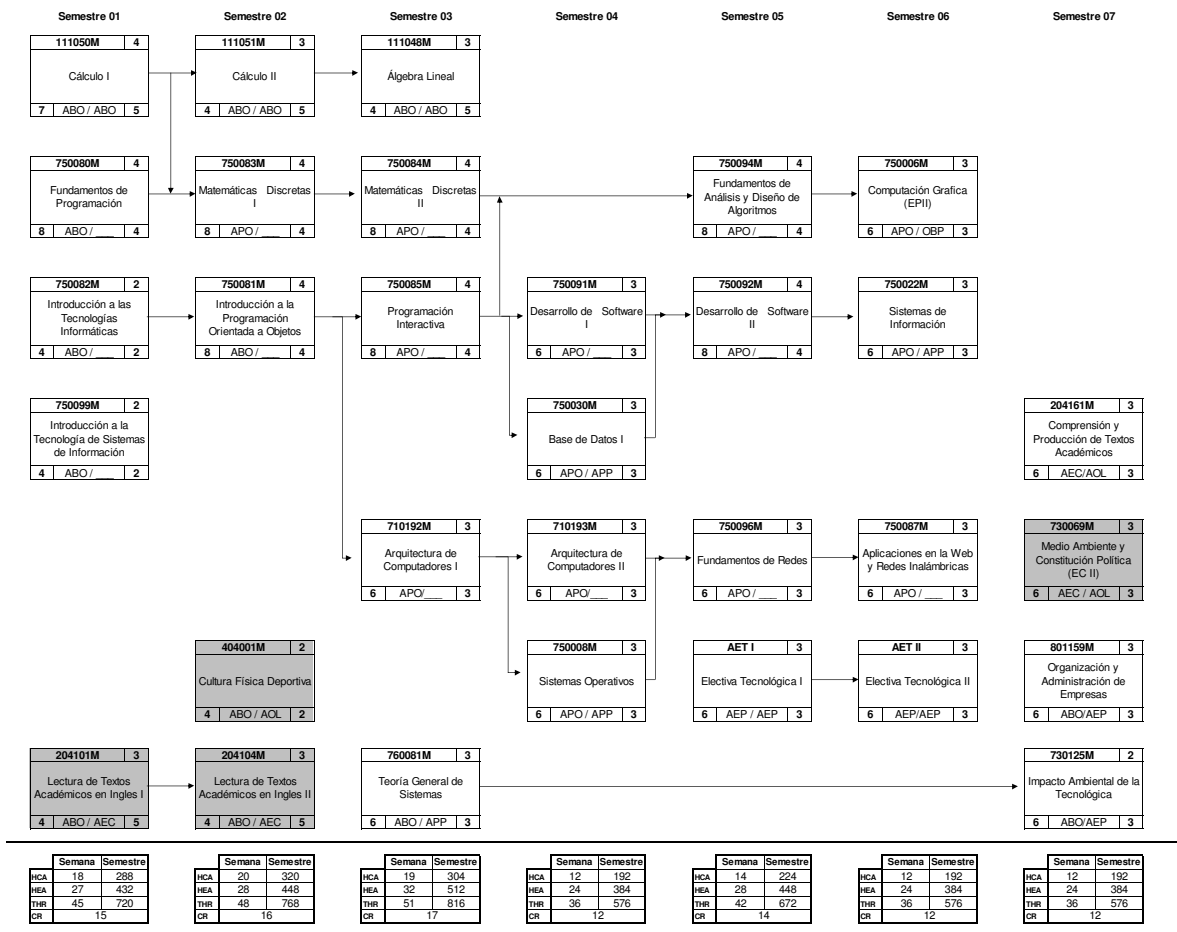 Semestre 01 Semestre 02 Semestre 03 Semestre 04 Semestre 05 Semestre 06 Semestre 07
111050M 4 111051M 3 111048M 3
Cálculo I Cálculo II Álgebra Lineal
7 ABO / ABO 5 4 ABO / ABO 5 4 ABO / ABO 5
750080M 4 750083M 4 750084M 4 750094M 4 750006M 3
Fundamentos de Matemáticas Discretas Matemáticas Discretas Fundamentos de Computación Grafica
Programación I II Análisis y Diseño de (EPII)
Algoritmos
8 ABO / ___ 4 8 APO / ___ 4 8 APO / ___ 4 8 APO / ___ 4 6 APO / OBP 3
750082M 2 750081M 4 750085M 4 750091M 3 750092M 4 750022M 3
Introducción a las Introducción a la Programación Desarrollo de Software Desarrollo de Software Sistemas de
Tecnologías Programación Interactiva I II Información
Informáticas Orientada a Objetos
4 ABO / ___ 2 8 ABO / ___ 4 8 APO / ___ 4 6 APO / ___ 3 8 APO / ___ 4 6 APO / APP 3
750099M 2 750030M 3 204161M 3
Introducción a la Comprensión y
Tecnología de Sistemas Base de Datos I Producción de Textos
de Información Académicos
4 ABO / ___ 2 6 APO / APP 3 6 AEC/AOL 3
710192M 3 710193M 3 750096M 3 750087M 3 730069M 3
Arquitectura de Arquitectura de Fundamentos de Redes Aplicaciones en la Web Medio Ambiente y
Computadores I Computadores II y Redes Inalámbricas Constitución Política
(EC II)
6 APO/___ 3 6 APO/___ 3 6 APO / ___ 3 6 APO / ___ 3 6 AEC / AOL 3
404001M 2 750008M 3 AET I 3 AET II 3 801159M 3
Cultura Física Deportiva Sistemas Operativos Electiva Tecnológica I Electiva Tecnológica II Organización y
Administración de
Empresas
4 ABO / AOL 2 6 APO / APP 3 6 AEP / AEP 3 6 AEP/AEP 3 6 ABO/AEP 3
204101M 3 204104M 3 760081M 3 730125M 2
Lectura de Textos Lectura de Textos Teoría General de Impacto Ambiental de la
Académicos en Ingles I Académicos en Ingles II Sistemas Tecnológica
4 ABO / AEC 5 4 ABO / AEC 5 6 ABO / APP 3 6 ABO/AEP 3
Semana Semestre Semana Semestre Semana Semestre Semana Semestre Semana Semestre Semana Semestre Semana Semestre
HCA 18 288 HCA 20 320 HCA 19 304 HCA 12 192 HCA 14 224 HCA 12 192 HCA 12 192
HEA 27 432 HEA 28 448 HEA 32 512 HEA 24 384 HEA 28 448 HEA 24 384 HEA 24 384
THR 45 720 THR 48 768 THR 51 816 THR 36 576 THR 42 672 THR 36 576 THR 36 576
CR 15 CR 16 CR 17 CR 12 CR 14 CR 12 CR 12